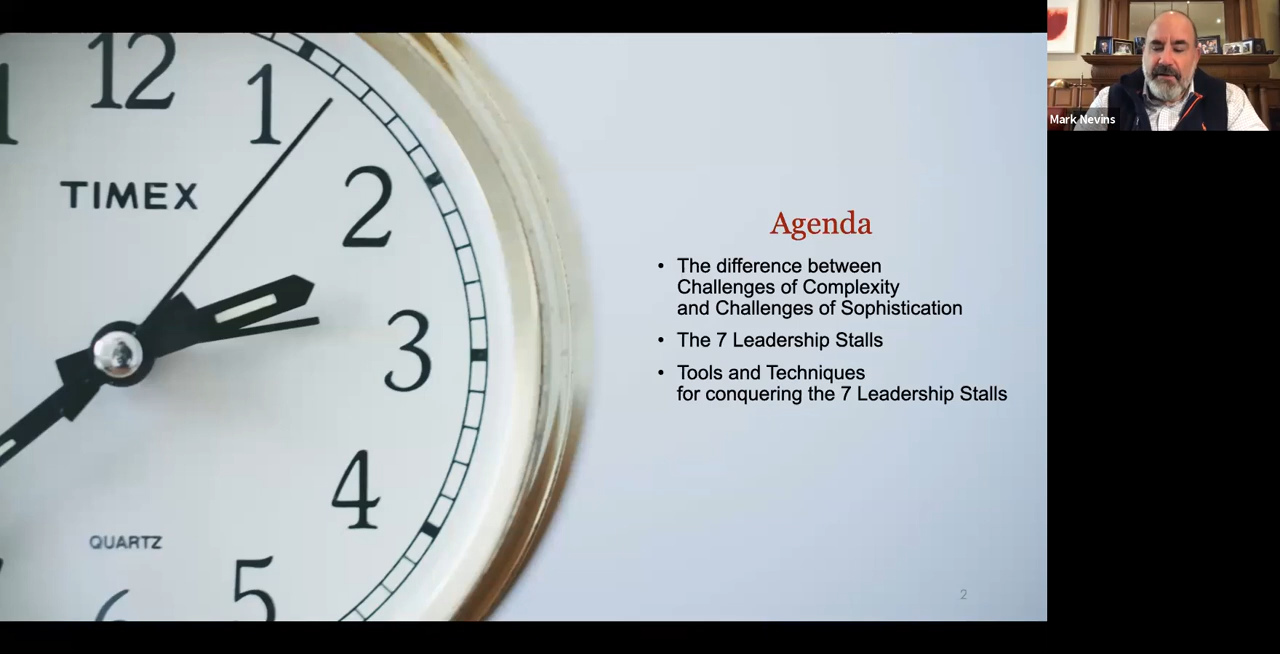 12
1
TIMEX
2
3
4
QUARTZ
5
6
Agenda
• The difference between
Challenges of Complexity
and Challenges of Sophistication
• The 7 Leadership Stalls
• Tools and Techniques
for conquering the 7 Leadership Stalls
2
Mark Nevins